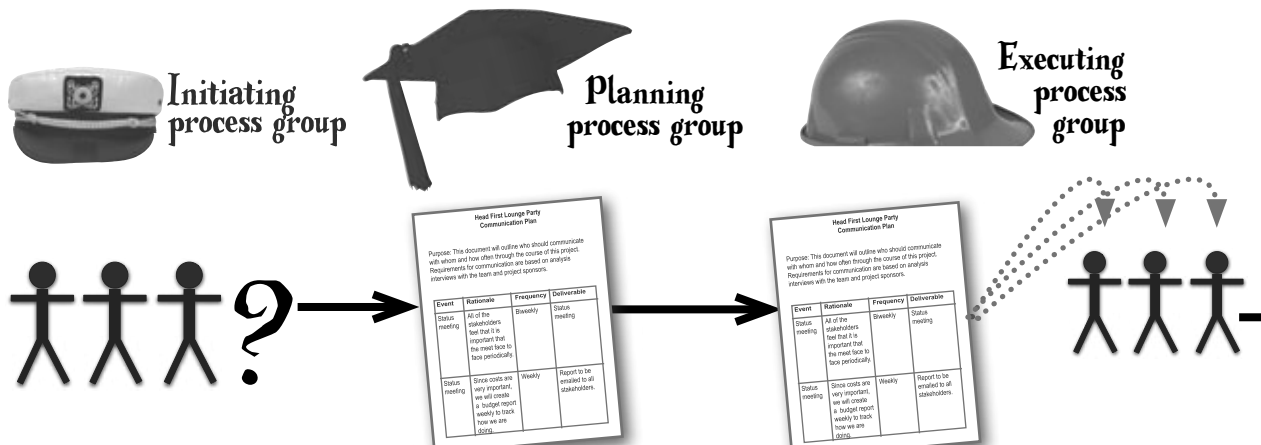 Initiating
process group
Planning
process group
Executing
process
group
Head First Lounge Party
Communication Plan
Purpose: This document will outline who should communicate
with whom and how often through the course of this project.
Requirements for communication are based on analysis
interviews with the team and project sponsors.
Event Rationale Frequency Deliverable
Status
meeting
All of the
stakeholders
feel that it is
important that
the meet face to
face periodically.
Biweekly
Status
meeting
Status
meeting
Since costs are
very important,
we will create
a budget report
weekly to track
how we are
doing.
Weekly
Report to be
emailed to all
stakeholders.
Head First Lounge Party
Communication Plan
Purpose: This document will outline who should communicate
with whom and how often through the course of this project.
Requirements for communication are based on analysis
interviews with the team and project sponsors.
Event Rationale Frequency Deliverable
Status
meeting
All of the
stakeholders
feel that it is
important that
the meet face to
face periodically.
Biweekly
Status
meeting
Status
meeting
Since costs are
very important,
we will create
a budget report
weekly to track
how we are
doing.
Weekly
Report to be
emailed to all
stakeholders.
?